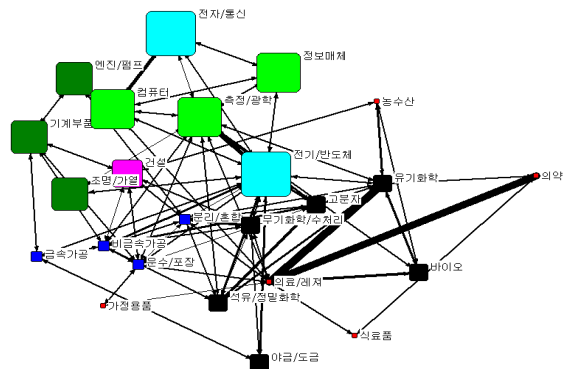 전자/통신
정보매체
엔진/펌프
컴퓨터
측정/광학
농수산
기계부품
건설
전기/반도체
조명/가열
유기화학
의약
고분자
분리/혼합
무기화학/수처리
비금속가공
금속가공
운수/포장
바이오
의료/레져
석유/정밀화학
가정용품
식료품
야금/도금